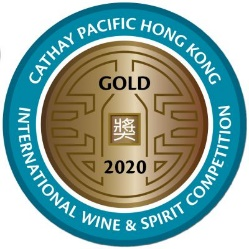 CATHAY PACIFIC HONG KONG
GOLD
獎
2020
INTERNATIONAL WINE & SPIRIT COMPETITION